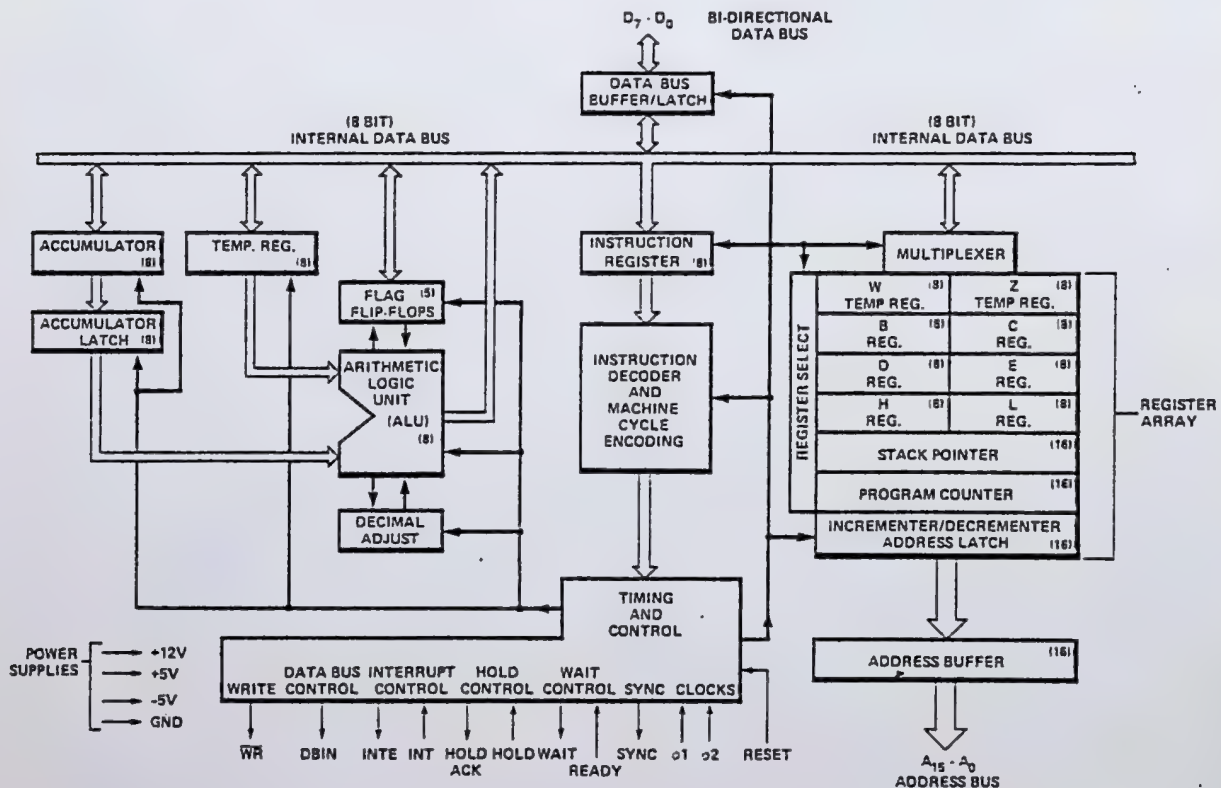 D7 - D0 BI-DIRECTIONAL
DATA BUS
DATA BUS
BUFFER/LATCH
(8 BIT)
INTERNAL DATA BUS
(8 BIT)
INTERNAL DATA BUS
ACCUMULATOR
(8)
TEMP. REG.
(8)
INSTRUCTION
REGISTER (8)
MULTIPLEXER
ACCUMULATOR
LATCH (8)
FLAG (5)
FLIP-FLOPS
ARITHMETIC
LOGIC
UNIT
(ALU)
(8)
DECIMAL
ADJUST
INSTRUCTION
DECODER
AND
MACHINE
CYCLE
ENCODING
REGISTER SELECT
W (8)
TEMP REG.
Z (8)
TEMP REG.
B (8)
REG.
C (8)
REG.
D (8)
REG.
E (8)
REG.
H (8)
REG.
L (8)
REG.
STACK POINTER (16)
PROGRAM COUNTER (16)
INCREMENTER/DECREMENTER
ADDRESS LATCH (16)
REGISTER
ARRAY
TIMING
AND
CONTROL
ADDRESS BUFFER (16)
POWER
SUPPLIES
+12V
+5V
-5V
GND
WRITE
DATA BUS
CONTROL
INTERRUPT
CONTROL
HOLD
CONTROL
WAIT
CONTROL
SYNC
CLOCKS
W̅R̅
DBIN
INTE
INT
HOLD
ACK
HOLD
WAIT
READY
SYNC
ø1
ø2
RESET
A15 - A0
ADDRESS BUS